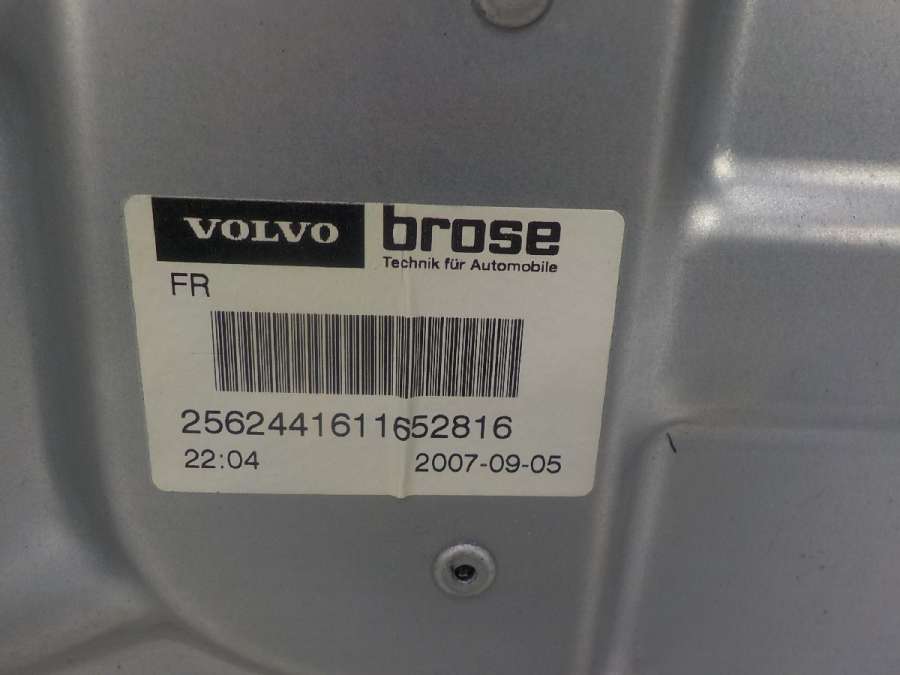 VOLVO brose
Technik für Automobile
FR
2562441611652816
22:04 2007-09-05